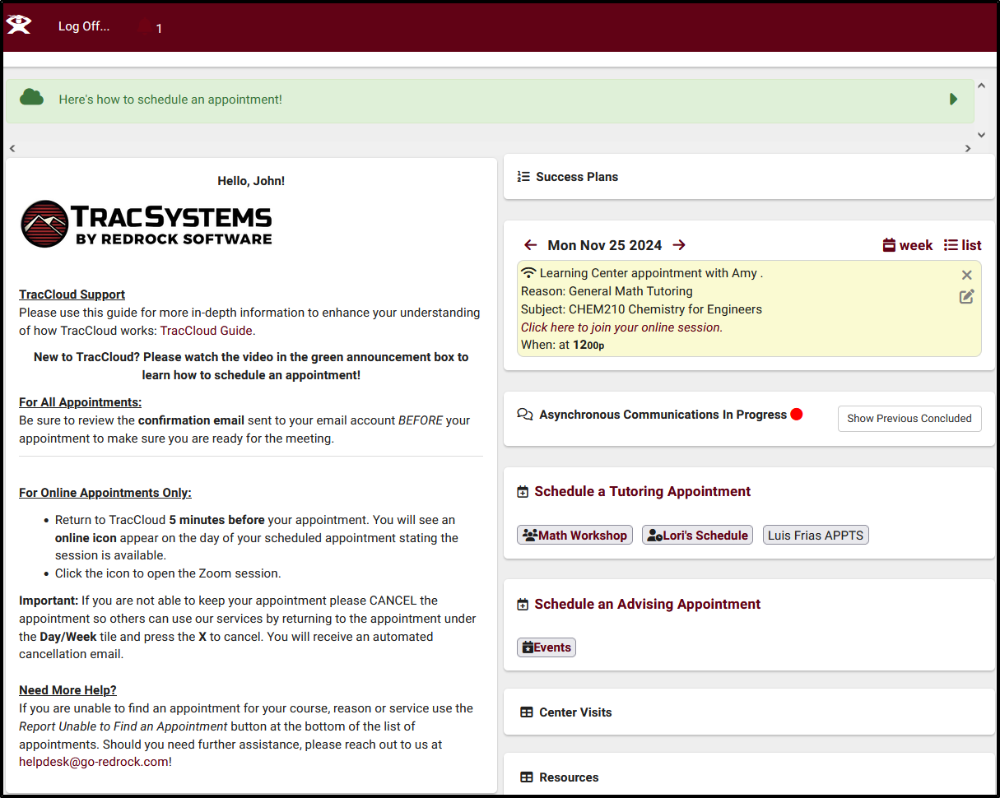 Log Off...
1
Here's how to schedule an appointment!
Hello, John!
TRACSYSTEMS
BY REDROCK SOFTWARE
TracCloud Support
Please use this guide for more in-depth information to enhance your understanding
of how TracCloud works: TracCloud Guide.
New to TracCloud? Please watch the video in the green announcement box to
learn how to schedule an appointment!
For All Appointments:
Be sure to review the confirmation email sent to your email account BEFORE your
appointment to make sure you are ready for the meeting.
For Online Appointments Only:
• Return to TracCloud 5 minutes before your appointment. You will see an
online icon appear on the day of your scheduled appointment stating the
session is available.
• Click the icon to open the Zoom session.
Important: If you are not able to keep your appointment please CANCEL the
appointment so others can use our services by returning to the appointment under
the Day/Week tile and press the X to cancel. You will receive an automated
cancellation email.
Need More Help?
If you are unable to find an appointment for your course, reason or service use the
Report Unable to Find an Appointment button at the bottom of the list of
appointments. Should you need further assistance, please reach out to us at
helpdesk@go-redrock.com!
Success Plans
Mon Nov 25 2024
week list
Learning Center appointment with Amy .
Reason: General Math Tutoring
Subject: CHEM210 Chemistry for Engineers
Click here to join your online session.
When: at 1200p
Asynchronous Communications In Progress
Show Previous Concluded
Schedule a Tutoring Appointment
Math Workshop Lori's Schedule Luis Frias APPTS
Schedule an Advising Appointment
Events
Center Visits
Resources